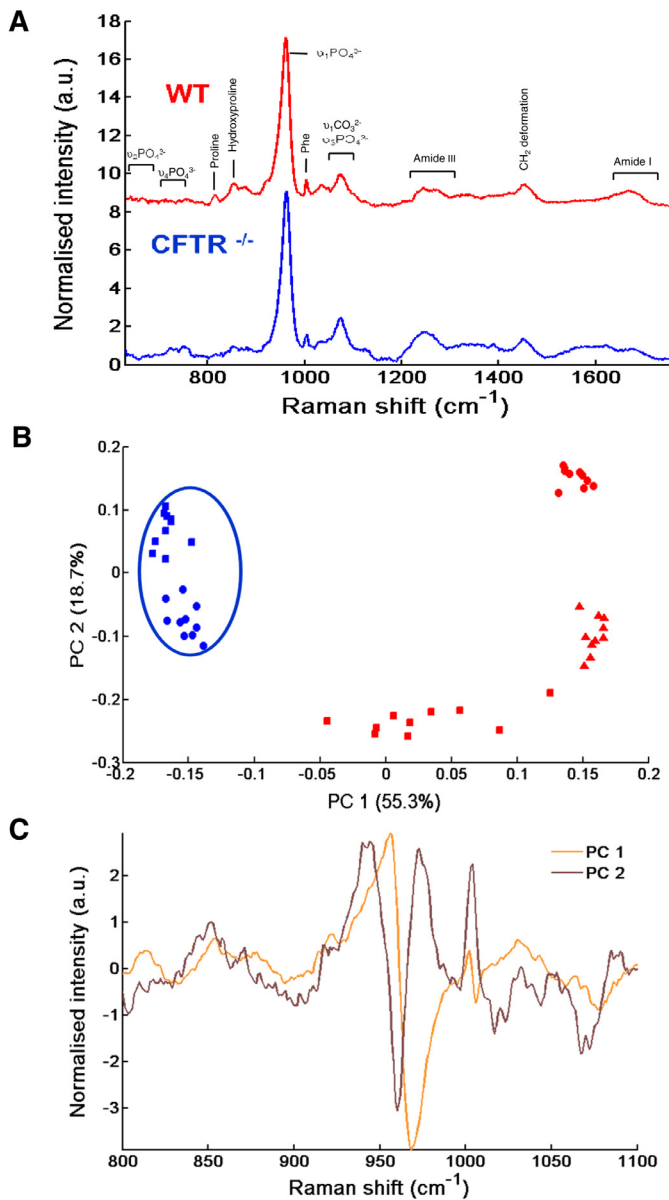 A
18
16
14
12
10
8
6
4
2
0
Normalised intensity (a.u.)
WT
CFTR -/-
υ2PO43-
υ4PO43-
Proline
Hydroxyproline
υ1PO43-
Phe
υ1CO32-
υ3PO43-
Amide III
CH2 deformation
Amide I
800 1000 1200 1400 1600
Raman shift (cm-1)
B
0.2
0.1
0
-0.1
-0.2
-0.3
PC 2 (18.7%)
-0.2 -0.15 -0.1 -0.05 0 0.05 0.1 0.15 0.2
PC 1 (55.3%)
C
2
1
0
-1
-2
-3
Normalised intensity (a.u.)
PC 1
PC 2
800 850 900 950 1000 1050 1100
Raman shift (cm-1)